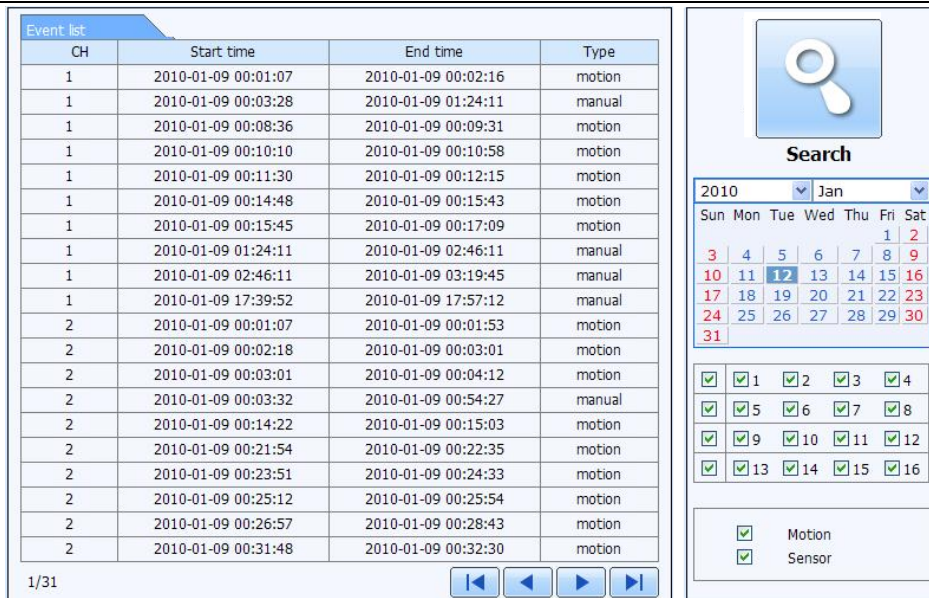 Event list
CH Start time End time Type
1 2010-01-09 00:01:07 2010-01-09 00:02:16 motion
1 2010-01-09 00:03:28 2010-01-09 01:24:11 manual
1 2010-01-09 00:08:36 2010-01-09 00:09:31 motion
1 2010-01-09 00:10:10 2010-01-09 00:10:58 motion
1 2010-01-09 00:11:30 2010-01-09 00:12:15 motion
1 2010-01-09 00:14:48 2010-01-09 00:15:43 motion
1 2010-01-09 00:15:45 2010-01-09 00:17:09 motion
1 2010-01-09 01:24:11 2010-01-09 02:46:11 manual
1 2010-01-09 02:46:11 2010-01-09 03:19:45 manual
1 2010-01-09 17:39:52 2010-01-09 17:57:12 manual
2 2010-01-09 00:01:07 2010-01-09 00:01:53 motion
2 2010-01-09 00:02:18 2010-01-09 00:03:01 motion
2 2010-01-09 00:03:01 2010-01-09 00:04:12 motion
2 2010-01-09 00:03:32 2010-01-09 00:54:27 manual
2 2010-01-09 00:14:22 2010-01-09 00:15:03 motion
2 2010-01-09 00:21:54 2010-01-09 00:22:35 motion
2 2010-01-09 00:23:51 2010-01-09 00:24:33 motion
2 2010-01-09 00:25:12 2010-01-09 00:25:54 motion
2 2010-01-09 00:26:57 2010-01-09 00:28:43 motion
2 2010-01-09 00:31:48 2010-01-09 00:32:30 motion
1/31
Search
2010 Jan
Sun Mon Tue Wed Thu Fri Sat
1 2
3 4 5 6 7 8 9
10 11 12 13 14 15 16
17 18 19 20 21 22 23
24 25 26 27 28 29 30
31
1 2 3 4
5 6 7 8
9 10 11 12
13 14 15 16
Motion
Sensor